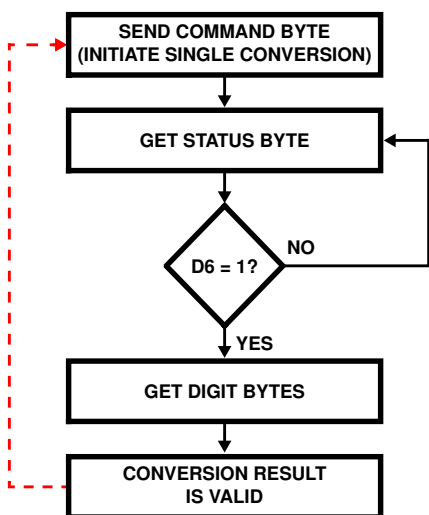 SEND COMMAND BYTE
(INITIATE SINGLE CONVERSION)
GET STATUS BYTE
D6 = 1?
NO
YES
GET DIGIT BYTES
CONVERSION RESULT
IS VALID